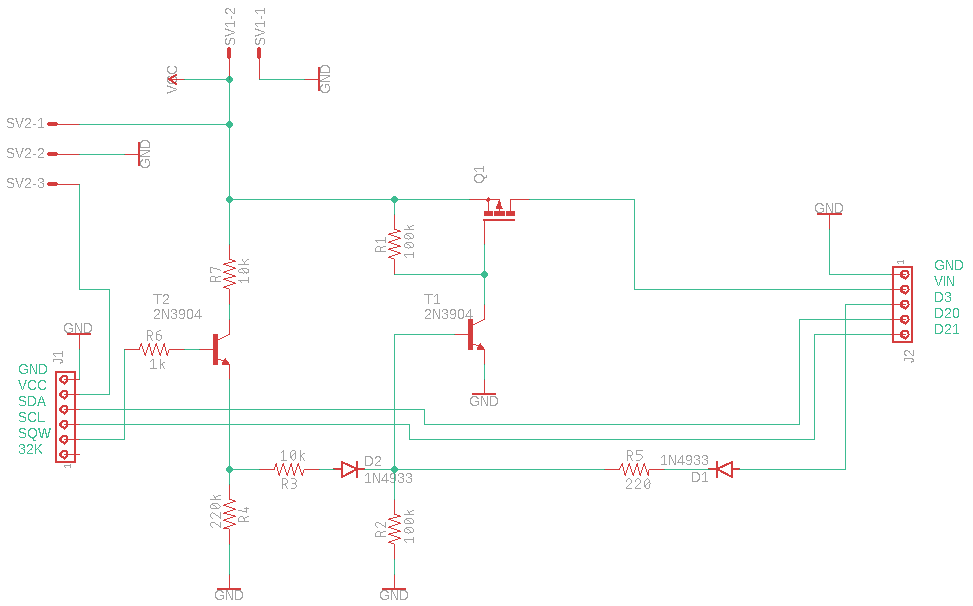 SV1-2
SV1-1
VCC
GND
SV2-1
SV2-2
GND
SV2-3
Q1
R1
100k
GND
R7
10k
T2
2N3904
T1
2N3904
R6
1k
GND
J1
GND
VCC
SDA
SCL
SQW
32K
1
GND
1
GND
VIN
D3
D20
D21
J2
10k
R3
D2
1N4933
R5
220
1N4933
D1
220k
R4
R2
100k
GND
GND